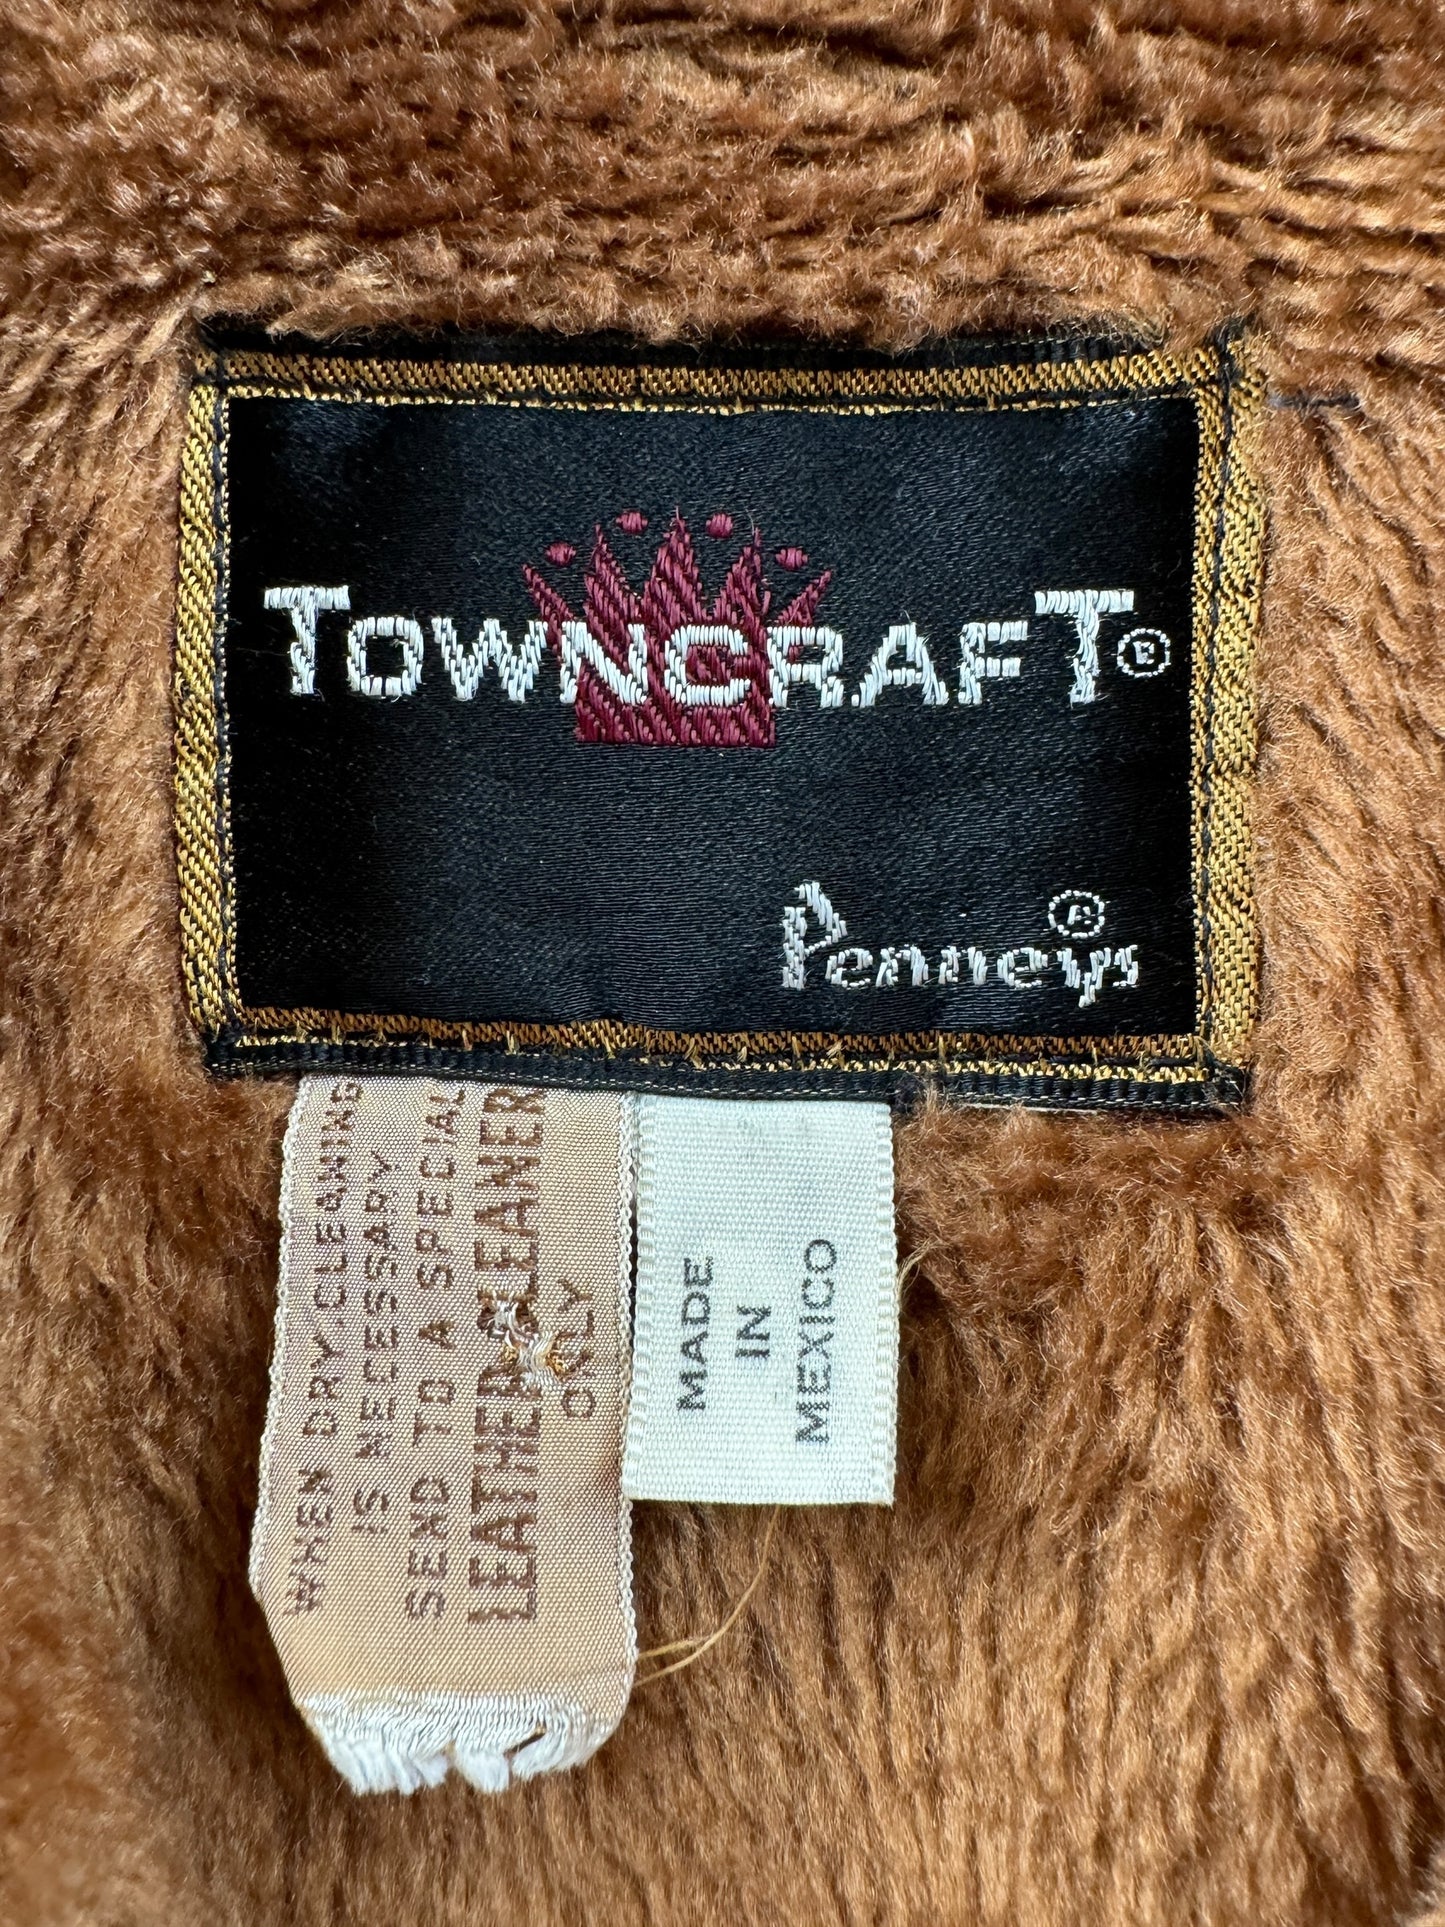 TOWNCRAFT®
Penneys®
WHEN DRY CLEANING
IS NECESSARY
SEND TO A SPECIAL
LEATHER CLEANER
ONLY
MADE
IN
MEXICO